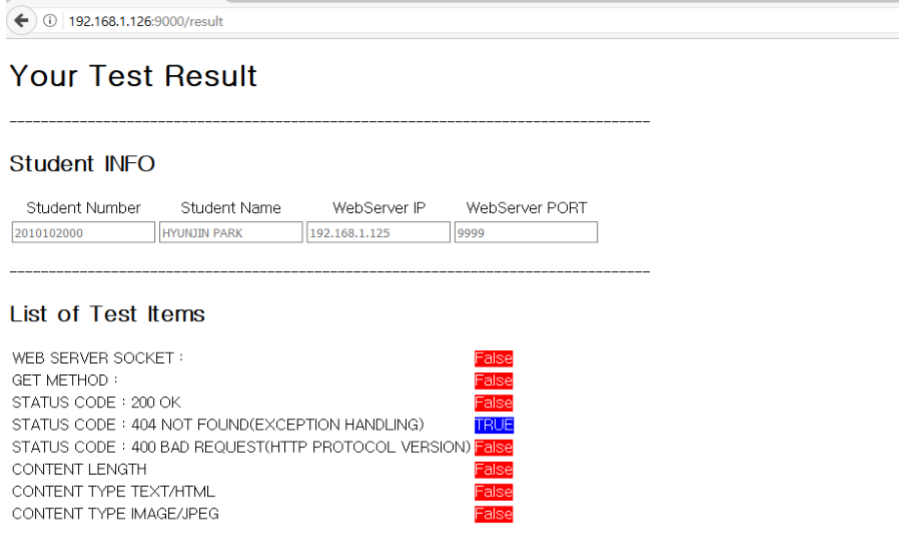 192.168.1.126:9000/result
Your Test Result
--------------------------------------------------------------------------------
Student INFO
Student Number Student Name WebServer IP WebServer PORT
2010102000 HYUNJIN PARK 192.168.1.125 9999
--------------------------------------------------------------------------------
List of Test Items
WEB SERVER SOCKET : False
GET METHOD : False
STATUS CODE : 200 OK False
STATUS CODE : 404 NOT FOUND(EXCEPTION HANDLING) TRUE
STATUS CODE : 400 BAD REQUEST(HTTP PROTOCOL VERSION) False
CONTENT LENGTH False
CONTENT TYPE TEXT/HTML False
CONTENT TYPE IMAGE/JPEG False